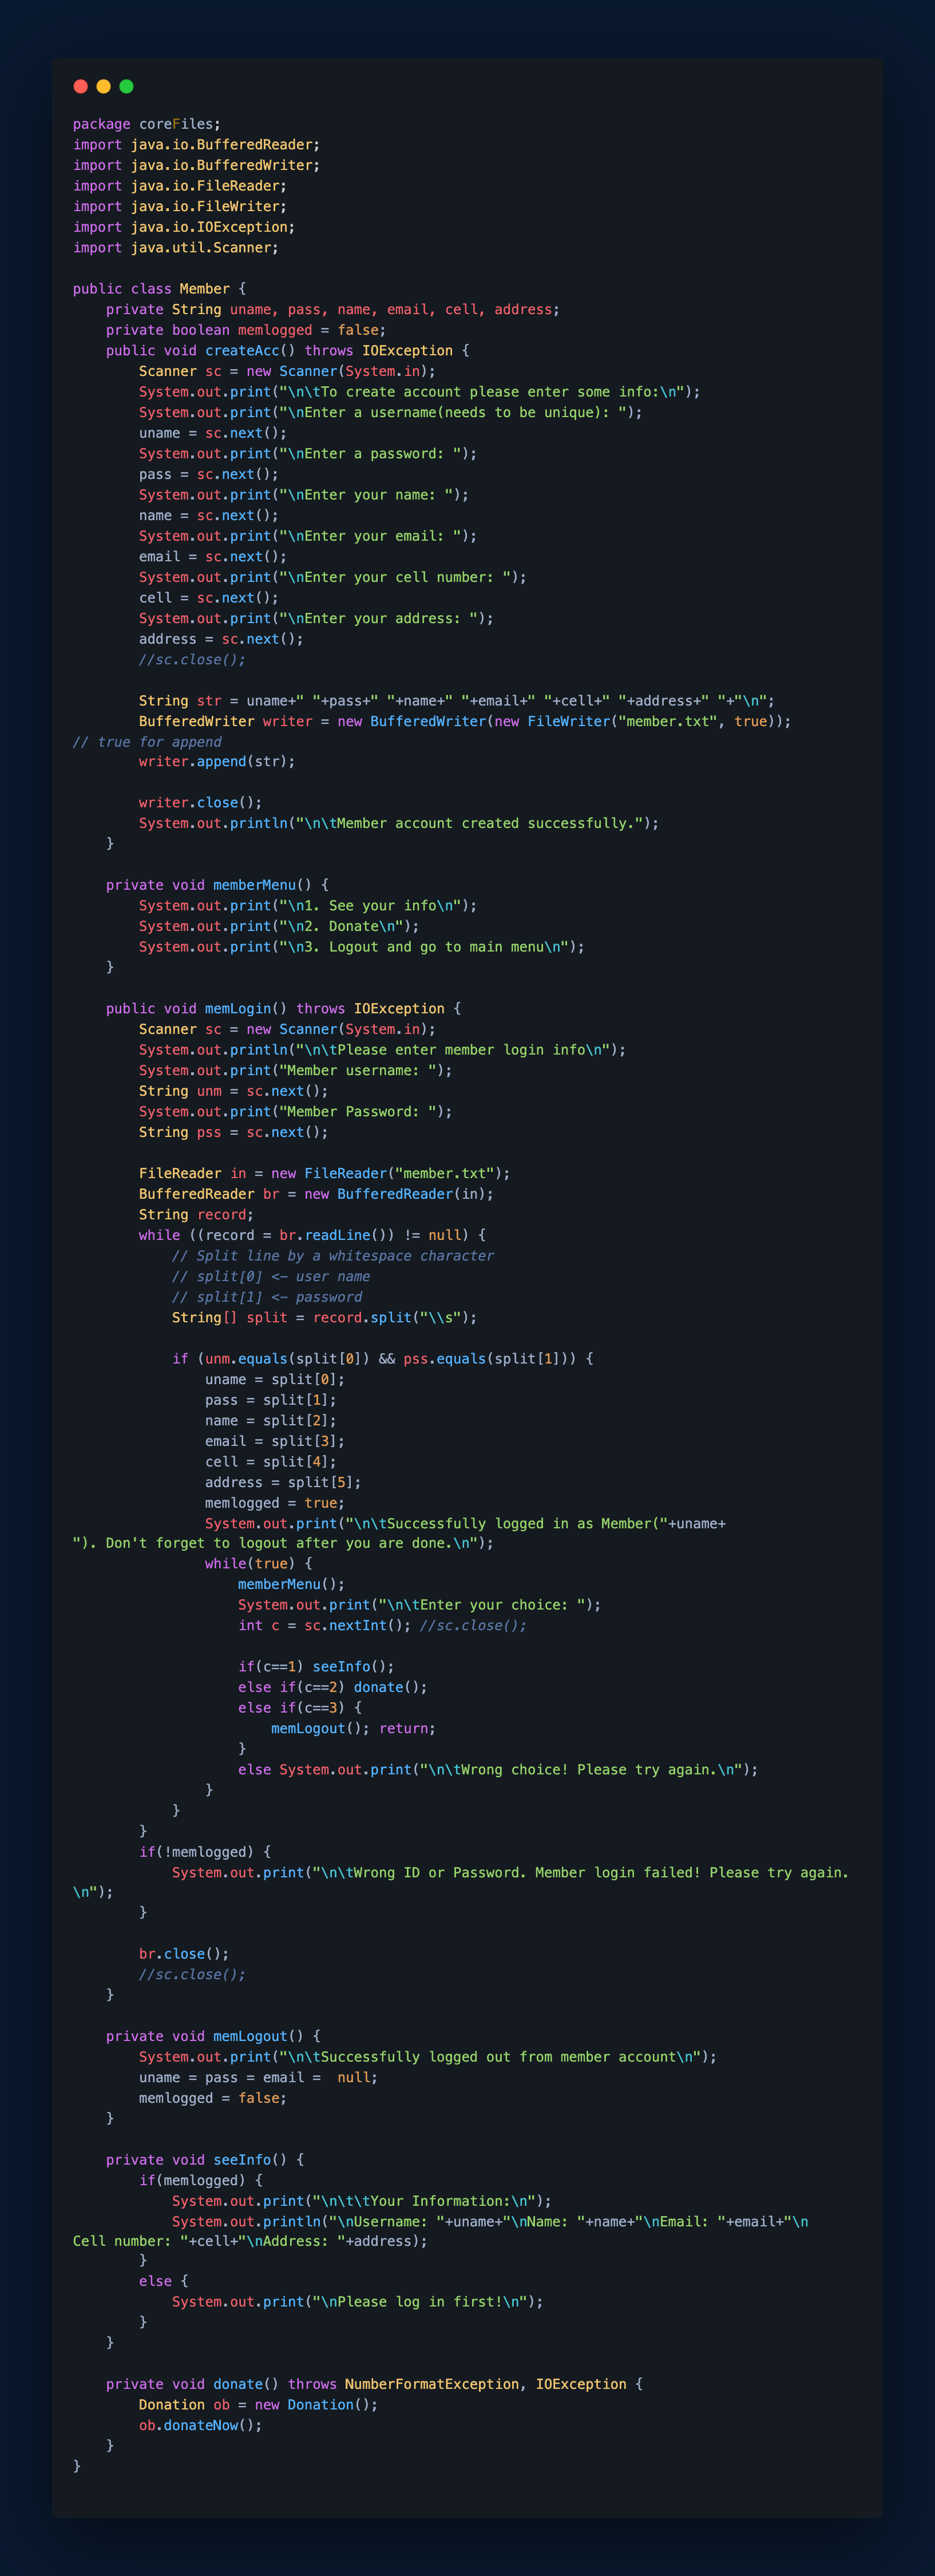 package coreFiles;
import java.io.BufferedReader;
import java.io.BufferedWriter;
import java.io.FileReader;
import java.io.FileWriter;
import java.io.IOException;
import java.util.Scanner;

public class Member {
    private String uname, pass, name, email, cell, address;
    private boolean memlogged = false;
    public void createAcc() throws IOException {
        Scanner sc = new Scanner(System.in);
        System.out.print("\n\tTo create account please enter some info:\n");
        System.out.print("\nEnter a username(needs to be unique): ");
        uname = sc.next();
        System.out.print("\nEnter a password: ");
        pass = sc.next();
        System.out.print("\nEnter your name: ");
        name = sc.next();
        System.out.print("\nEnter your email: ");
        email = sc.next();
        System.out.print("\nEnter your cell number: ");
        cell = sc.next();
        System.out.print("\nEnter your address: ");
        address = sc.next();
        //sc.close();

        String str = uname+" "+pass+" "+name+" "+email+" "+cell+" "+address+" "+"\n";
        BufferedWriter writer = new BufferedWriter(new FileWriter("member.txt", true));
// true for append
        writer.append(str);

        writer.close();
        System.out.println("\n\tMember account created successfully.");
    }

    private void memberMenu() {
        System.out.print("\n1. See your info\n");
        System.out.print("\n2. Donate\n");
        System.out.print("\n3. Logout and go to main menu\n");
    }

    public void memLogin() throws IOException {
        Scanner sc = new Scanner(System.in);
        System.out.println("\n\tPlease enter member login info\n");
        System.out.print("Member username: ");
        String unm = sc.next();
        System.out.print("Member Password: ");
        String pss = sc.next();

        FileReader in = new FileReader("member.txt");
        BufferedReader br = new BufferedReader(in);
        String record;
        while ((record = br.readLine()) != null) {
            // Split line by a whitespace character
            // split[0] <- user name
            // split[1] <- password
            String[] split = record.split("\\s");

            if (unm.equals(split[0]) && pss.equals(split[1])) {
                uname = split[0];
                pass = split[1];
                name = split[2];
                email = split[3];
                cell = split[4];
                address = split[5];
                memlogged = true;
                System.out.print("\n\tSuccessfully logged in as Member("+uname+
"). Don't forget to logout after you are done.\n");
                while(true) {
                    memberMenu();
                    System.out.print("\n\tEnter your choice: ");
                    int c = sc.nextInt(); //sc.close();

                    if(c==1) seeInfo();
                    else if(c==2) donate();
                    else if(c==3) {
                        memLogout(); return;
                    }
                    else System.out.print("\n\tWrong choice! Please try again.\n");
                }
            }
        }
        if(!memlogged) {
            System.out.print("\n\tWrong ID or Password. Member login failed! Please try again.
\n");
        }

        br.close();
        //sc.close();
    }

    private void memLogout() {
        System.out.print("\n\tSuccessfully logged out from member account\n");
        uname = pass = email =  null;
        memlogged = false;
    }

    private void seeInfo() {
        if(memlogged) {
            System.out.print("\n\t\tYour Information:\n");
            System.out.println("\nUsername: "+uname+"\nName: "+name+"\nEmail: "+email+"\n
Cell number: "+cell+"\nAddress: "+address);
        }
        else {
            System.out.print("\nPlease log in first!\n");
        }
    }

    private void donate() throws NumberFormatException, IOException {
        Donation ob = new Donation();
        ob.donateNow();
    }
}